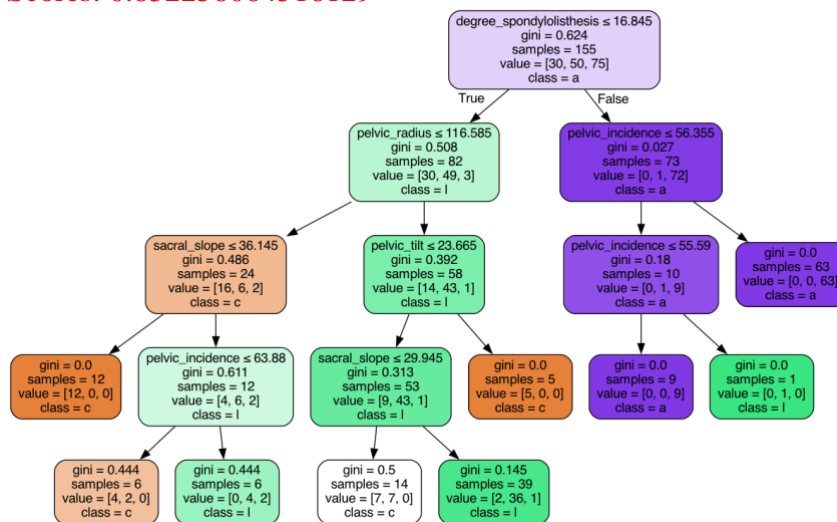 Scores: 0.832258064516129
degree_spondylolisthesis ≤ 16.845
gini = 0.624
samples = 155
value = [30, 50, 75]
class = a
True
False
pelvic_radius ≤ 116.585
gini = 0.508
samples = 82
value = [30, 49, 3]
class = l
pelvic_incidence ≤ 56.355
gini = 0.027
samples = 73
value = [0, 1, 72]
class = a
sacral_slope ≤ 36.145
gini = 0.486
samples = 24
value = [16, 6, 2]
class = c
pelvic_tilt ≤ 23.665
gini = 0.392
samples = 58
value = [14, 43, 1]
class = l
pelvic_incidence ≤ 55.59
gini = 0.18
samples = 10
value = [0, 1, 9]
class = a
gini = 0.0
samples = 63
value = [0, 0, 63]
class = a
gini = 0.0
samples = 12
value = [12, 0, 0]
class = c
pelvic_incidence ≤ 63.88
gini = 0.611
samples = 12
value = [4, 6, 2]
class = l
sacral_slope ≤ 29.945
gini = 0.313
samples = 53
value = [9, 43, 1]
class = l
gini = 0.0
samples = 5
value = [5, 0, 0]
class = c
gini = 0.0
samples = 9
value = [0, 0, 9]
class = a
gini = 0.0
samples = 1
value = [0, 1, 0]
class = l
gini = 0.444
samples = 6
value = [4, 2, 0]
class = c
gini = 0.444
samples = 6
value = [0, 4, 2]
class = l
gini = 0.5
samples = 14
value = [7, 7, 0]
class = c
gini = 0.145
samples = 39
value = [2, 36, 1]
class = l